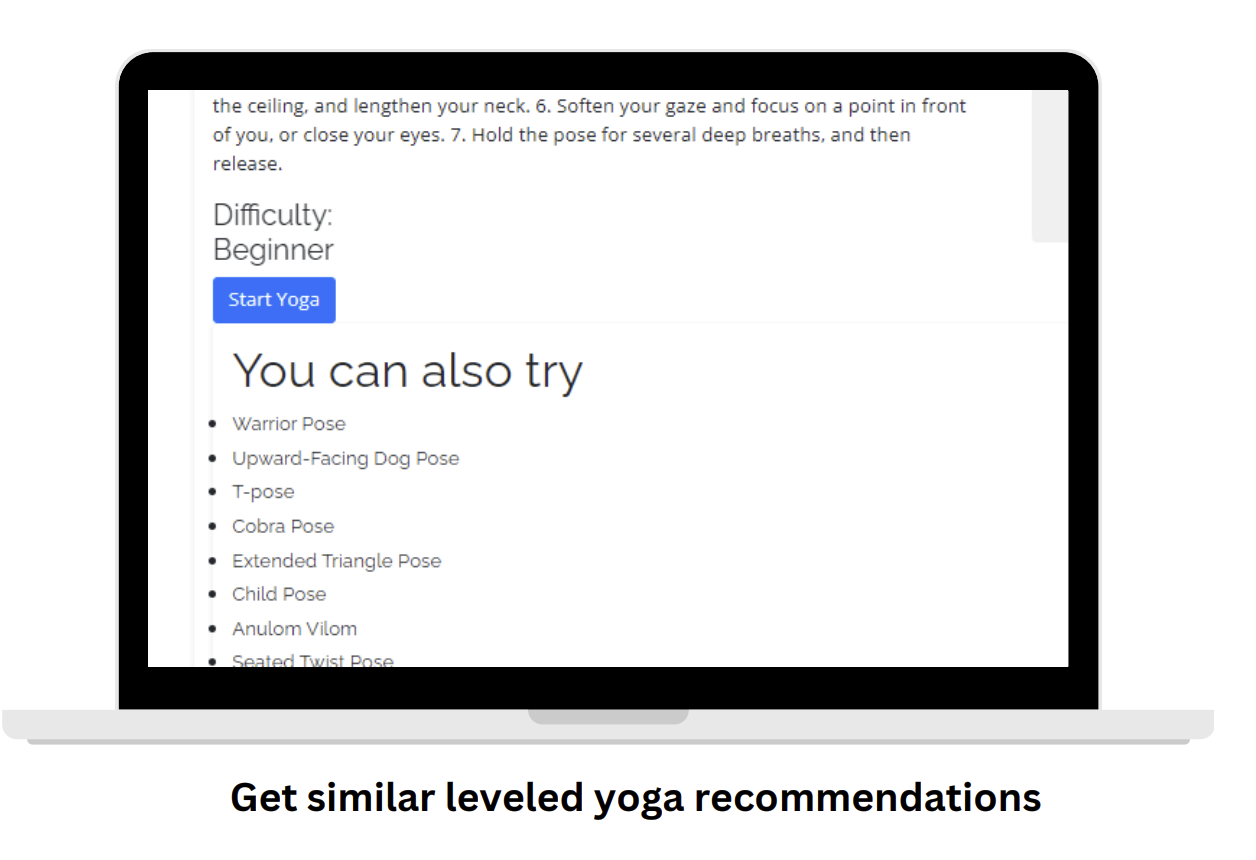 the ceiling, and lengthen your neck. 6. Soften your gaze and focus on a point in front
of you, or close your eyes. 7. Hold the pose for several deep breaths, and then
release.
Difficulty:
Beginner
Start Yoga
You can also try
Warrior Pose
Upward-Facing Dog Pose
T-pose
Cobra Pose
Extended Triangle Pose
Child Pose
Anulom Vilom
Seated Twist Pose
Get similar leveled yoga recommendations